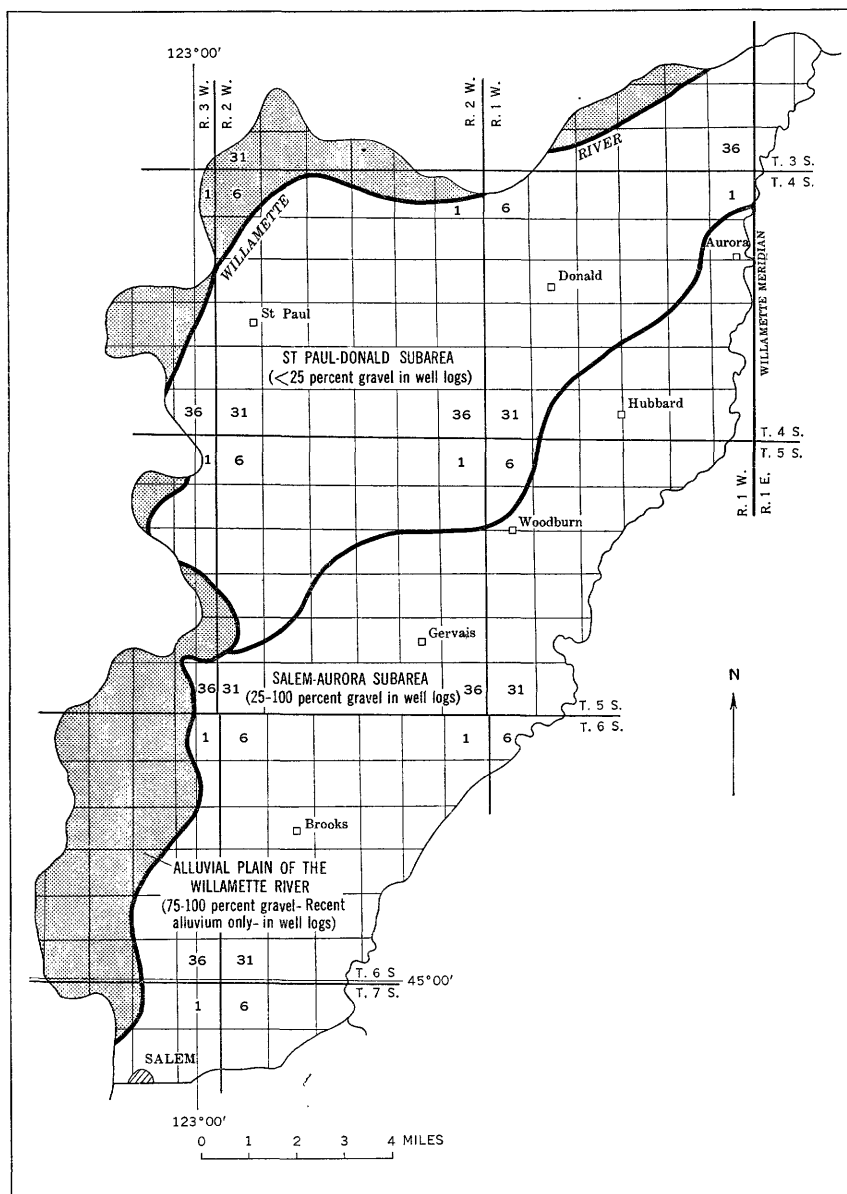 123°00'
R. 3 W.
R. 2 W.
R. 2 W.
R. 1 W.
RIVER
36
T. 3 S.
T. 4 S.
31
1
6
1
6
1
WILLAMETTE
Aurora
Donald
WILLAMETTE MERIDIAN
St Paul
ST PAUL-DONALD SUBAREA
(<25 percent gravel in well logs)
Hubbard
36
31
36
31
T. 4 S.
T. 5 S.
1
6
1
6
R. 1 W.
R. 1 E.
Woodburn
Gervais
SALEM-AURORA SUBAREA
(25-100 percent gravel in well logs)
N
36
31
36
31
T. 5 S.
T. 6 S.
1
6
1
6
Brooks
ALLUVIAL PLAIN OF THE
WILLAMETTE RIVER
(75-100 percent gravel-Recent
alluvium only-in well logs)
36
31
T. 6 S
T. 7 S.
45°00'
1
6
SALEM
123°00'
0 1 2 3 4 MILES